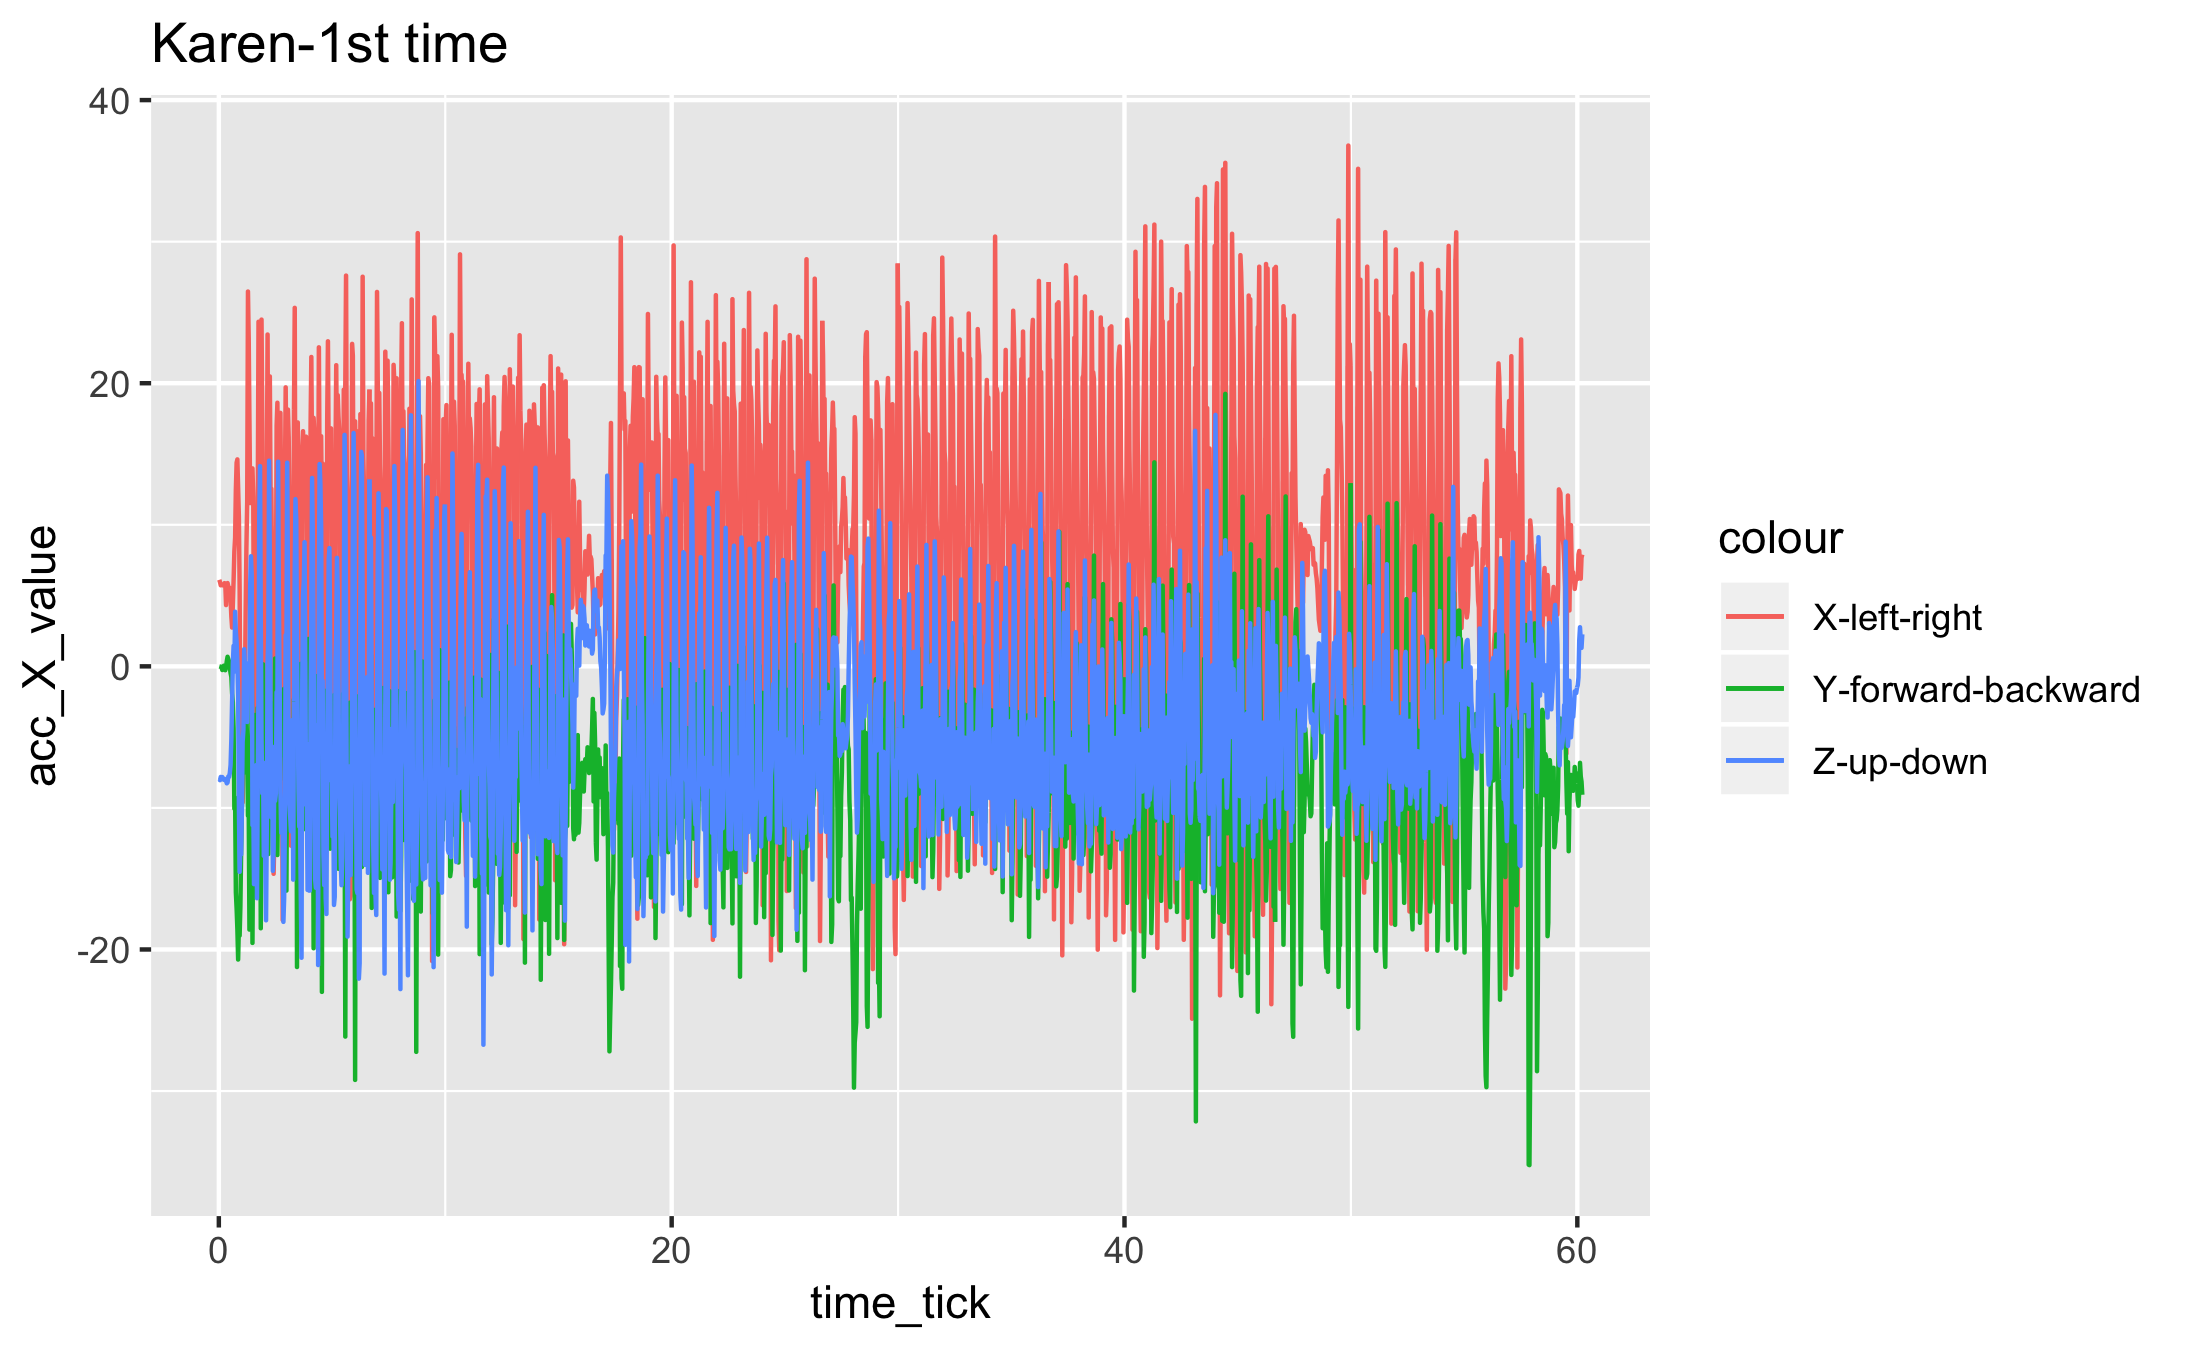 Karen-1st time
40
20
0
-20
acc_X_value
0
20
40
60
time_tick
colour
X-left-right
Y-forward-backward
Z-up-down